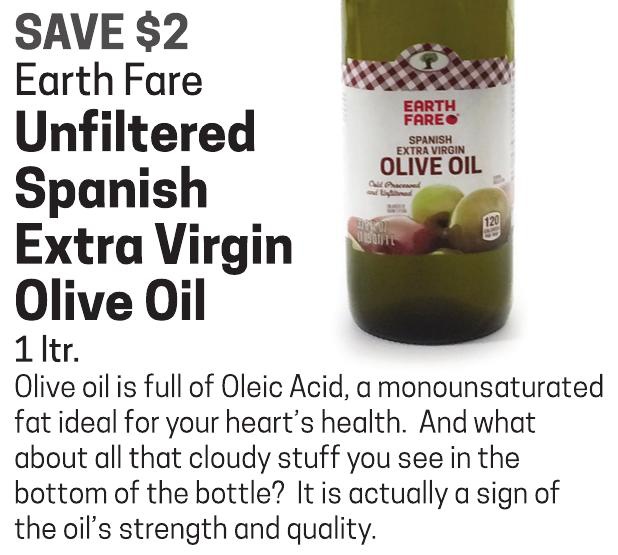 SAVE $2
Earth Fare
Unfiltered
Spanish
Extra Virgin
Olive Oil
1 ltr.
Olive oil is full of Oleic Acid, a monounsaturated
fat ideal for your heart’s health.  And what
about all that cloudy stuff you see in the
bottom of the bottle?  It is actually a sign of
the oil’s strength and quality.
EARTH
FARE
SPANISH
EXTRA VIRGIN
OLIVE OIL
Cold Processed
and Unfiltered
120